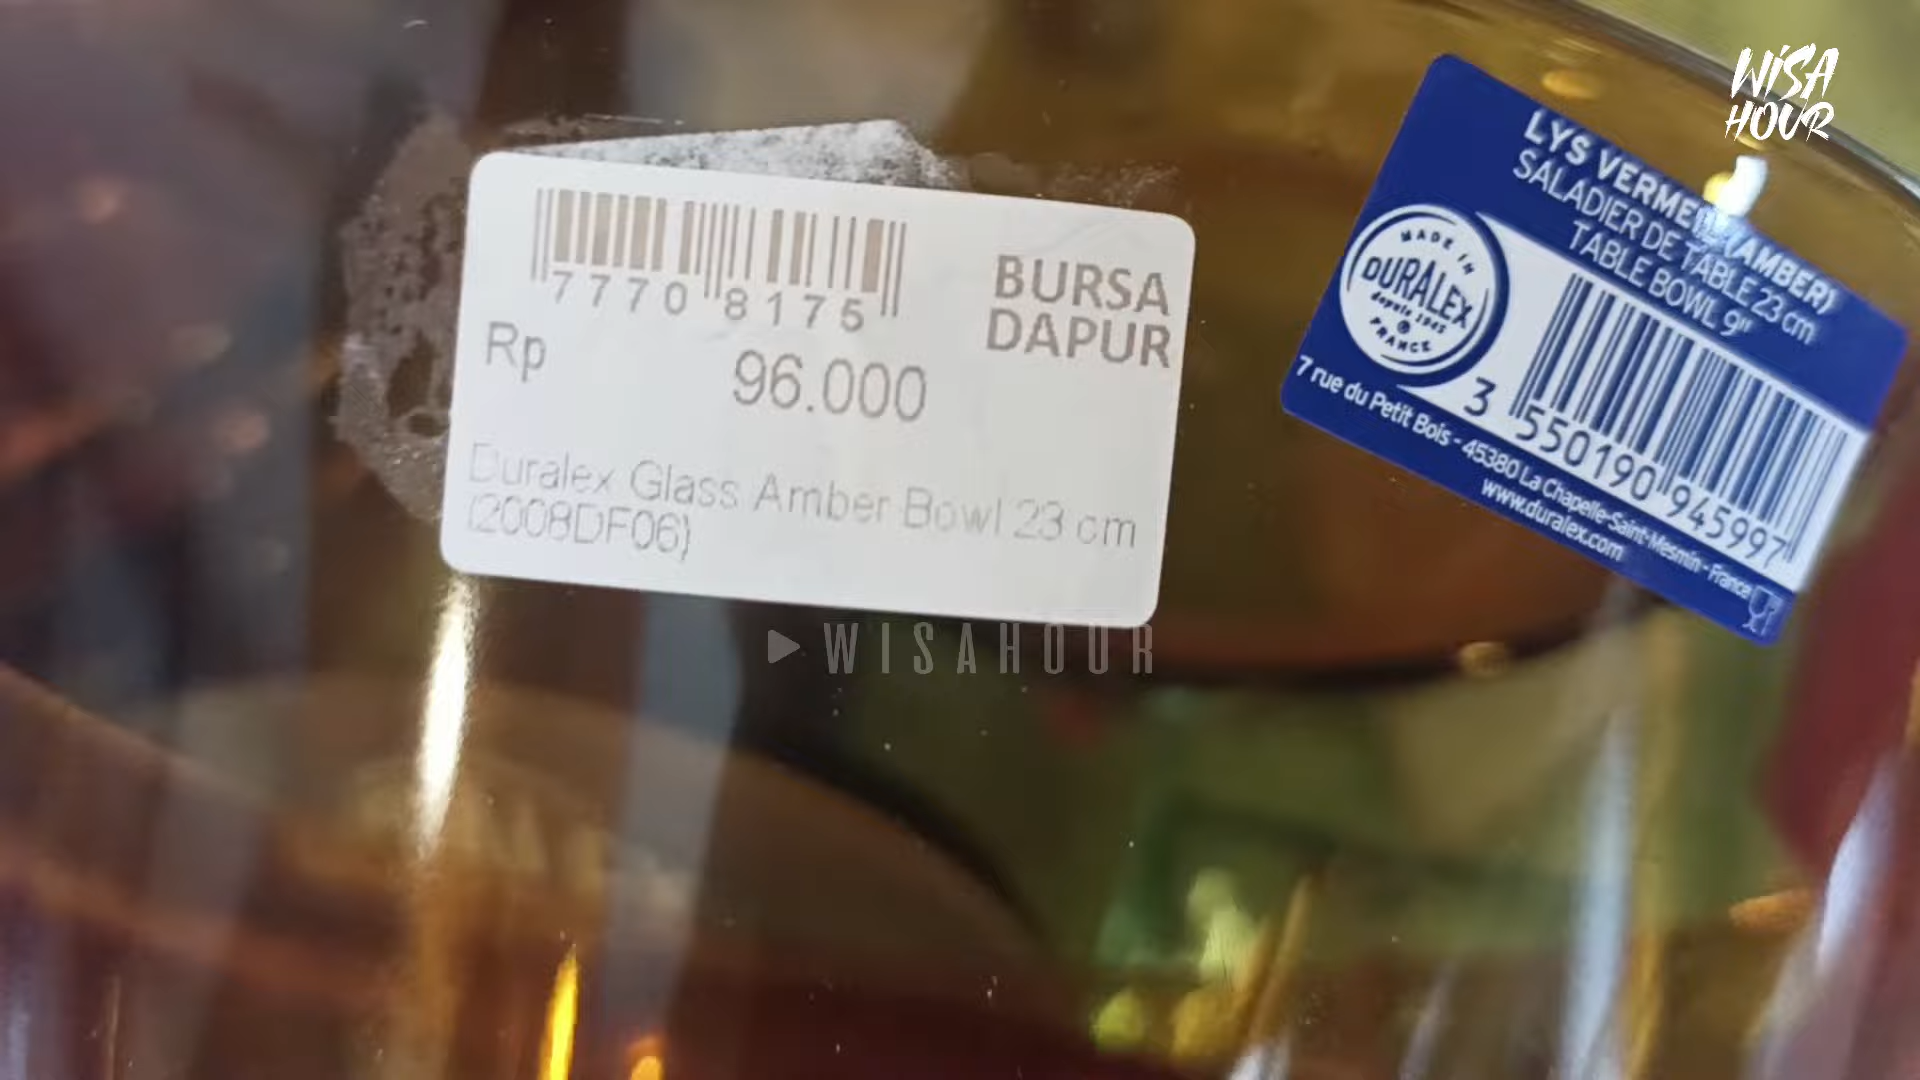 WISA
HOUR
7770 8175
BURSA
DAPUR
Rp 96.000
Duralex Glass Amber Bowl 23 cm
(2008DF06)
LYS (AMBER)
SALADIER DE TABLE 23 cm
TABLE BOWL 9"
MADE IN
DURALEX
depuis 1945
®
FRANCE
3 550190 945997
7 rue du Petit Bois - 45380 La Chapelle-Saint-Mesmin - France
www.duralex.com
WISAHOUR